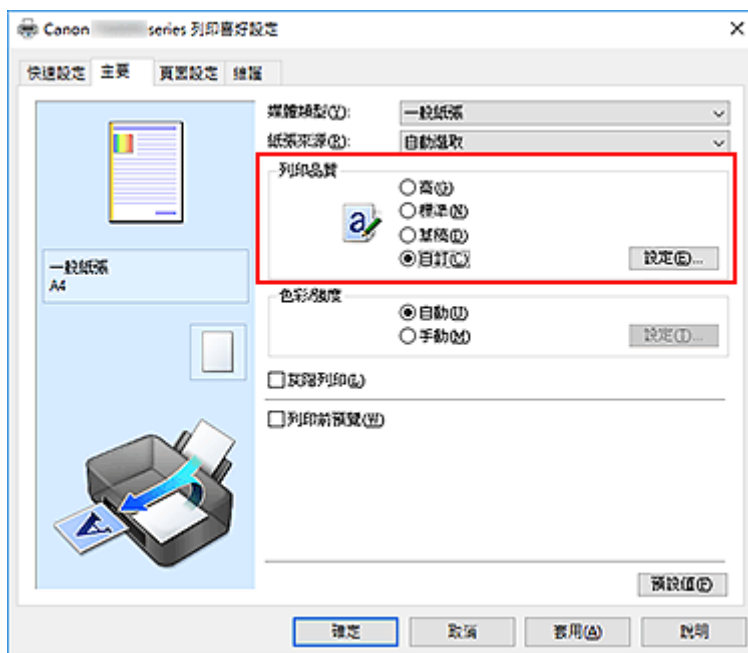 Canon series 列印喜好設定
快速設定 主要 頁面設定 維護
媒體類型(Y): 一般紙張
紙張來源(R): 自動選取
列印品質
高(G)
標準(N)
草稿(D)
自訂(C) 設定(E)...
一般紙張
A4
色彩/強度
自動(U)
手動(M) 設定(T)...
灰階列印(L)
列印前預覽(W)
預設值(F)
確定 取消 套用(A) 說明